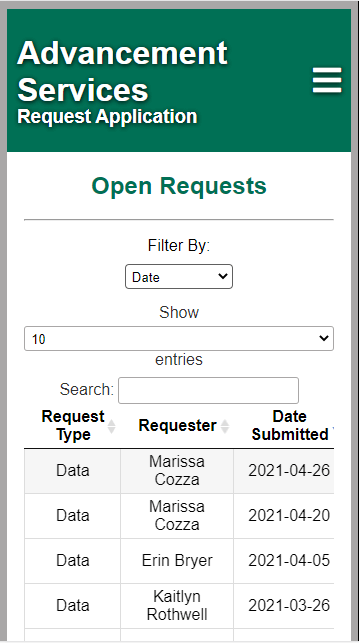 Advancement
Services
Request Application
Open Requests
Filter By:
Date
Show
10
entries
Search:
Request Type Requester Date Submitted
Data Marissa Cozza 2021-04-26
Data Marissa Cozza 2021-04-20
Data Erin Bryer 2021-04-05
Data Kaitlyn Rothwell 2021-03-26